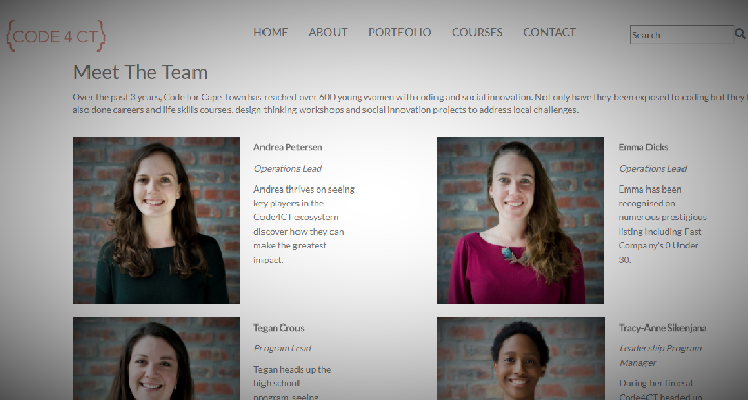 {CODE 4 CT}
HOME ABOUT PORTFOLIO COURSES CONTACT
Search
Meet The Team
Over the past 3 years, Code for Cape Town has reached over 600 young women with coding and social innovation. Not only have they been exposed to coding but they
also done careers and life skills courses, design thinking workshops and social innovation projects to address local challenges.
Andrea Petersen
Operations Lead
Andrea thrives on seeing
key players in the
Code4CT ecosystem
discover how they can
make the greatest
impact.
Emma Dicks
Operations Lead
Emma has been
recognised on
numerous prestigious
listing including Fast
Company's 0 Under
30.
Tegan Crous
Program Lead
Tegan heads up the
high school
program, seeing
Tracy-Anne Sikenjana
Leadership Program
Manager
During her time at
Code4CT headed up